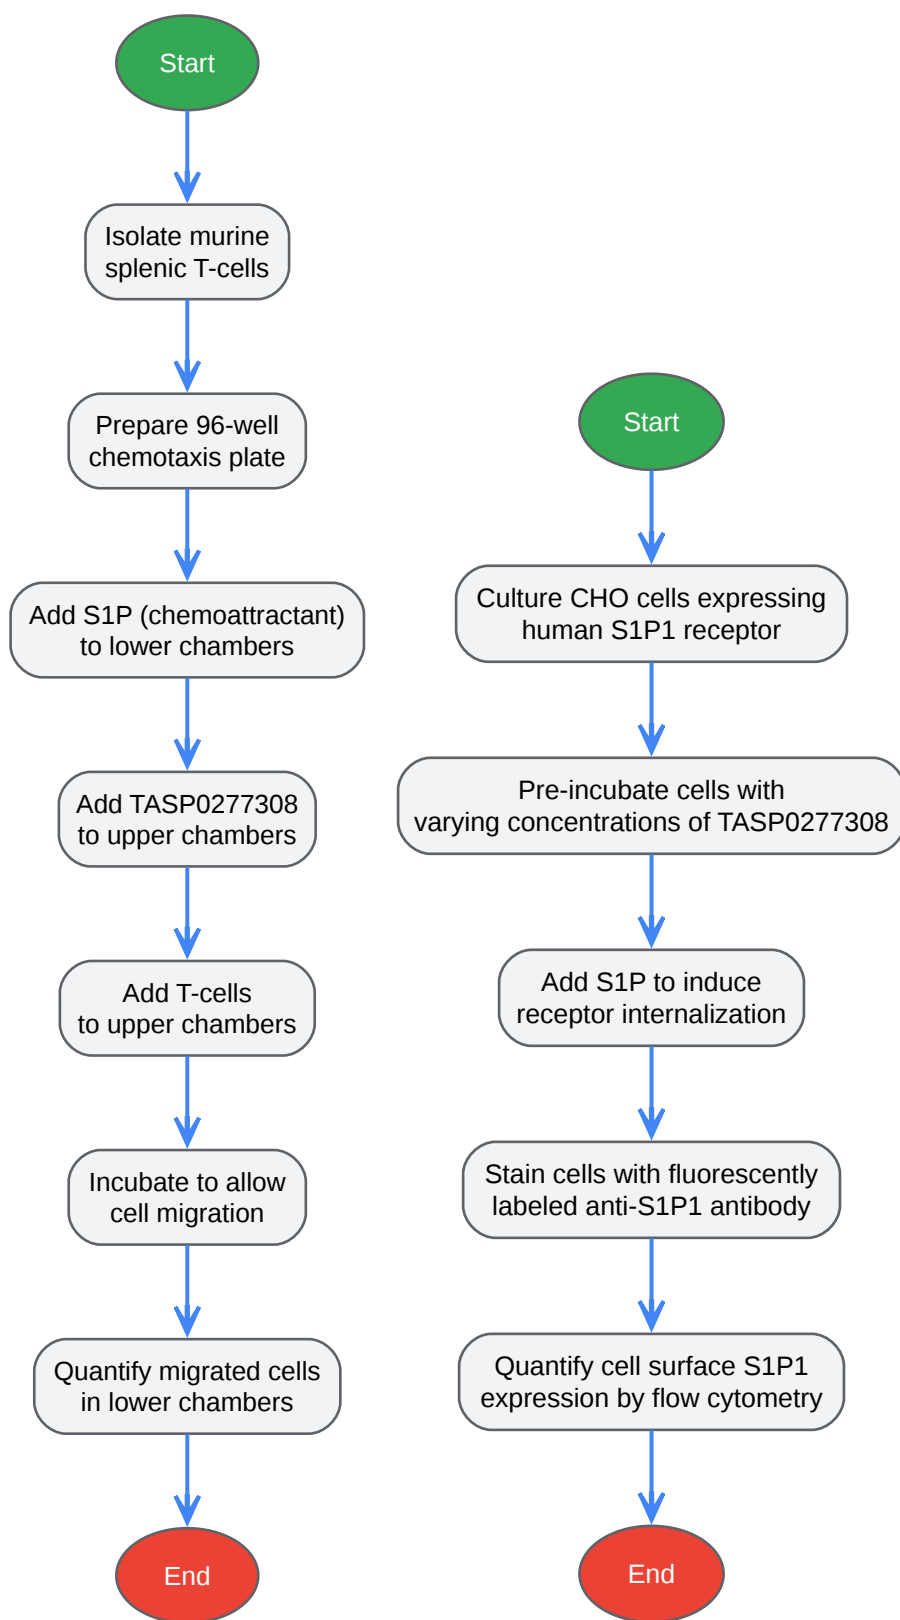 Start
Isolate murine
splenic T-cells
Prepare 96-well
chemotaxis plate
Add S1P (chemoattractant)
to lower chambers
Add TASP0277308
to upper chambers
Add T-cells
to upper chambers
Incubate to allow
cell migration
Quantify migrated cells
in lower chambers
End
Start
Culture CHO cells expressing
human S1P1 receptor
Pre-incubate cells with
varying concentrations of TASP0277308
Add S1P to induce
receptor internalization
Stain cells with fluorescently
labeled anti-S1P1 antibody
Quantify cell surface S1P1
expression by flow cytometry
End